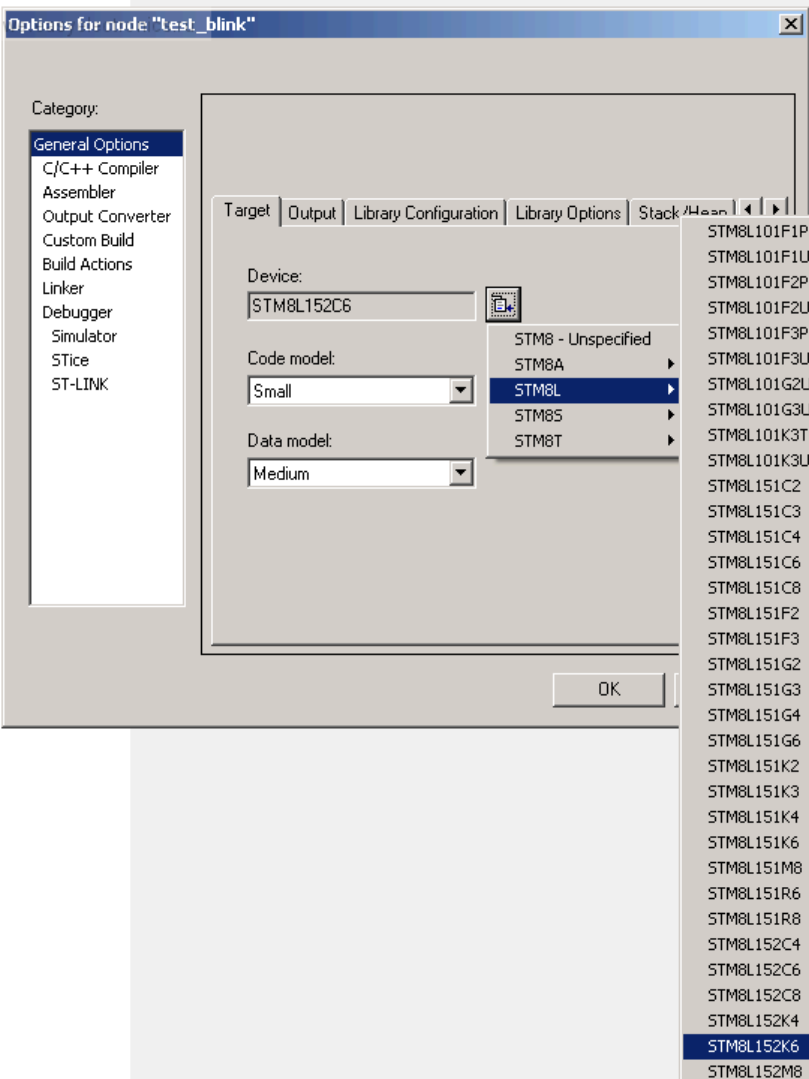 Options for node "test_blink"
Category:
General Options
C/C++ Compiler
Assembler
Output Converter
Custom Build
Build Actions
Linker
Debugger
Simulator
STice
ST-LINK
Target
Output
Library Configuration
Library Options
Stack/Heap
Device:
STM8L152C6
Code model:
Small
Data model:
Medium
STM8 - Unspecified
STM8A
STM8L
STM8S
STM8T
OK
STM8L101F1P
STM8L101F1U
STM8L101F2P
STM8L101F2U
STM8L101F3P
STM8L101F3U
STM8L101G2U
STM8L101G3U
STM8L101K3T
STM8L101K3U
STM8L151C2
STM8L151C3
STM8L151C4
STM8L151C6
STM8L151C8
STM8L151F2
STM8L151F3
STM8L151G2
STM8L151G3
STM8L151G4
STM8L151G6
STM8L151K2
STM8L151K3
STM8L151K4
STM8L151K6
STM8L151M8
STM8L151R6
STM8L151R8
STM8L152C4
STM8L152C6
STM8L152C8
STM8L152K4
STM8L152K6
STM8L152M8